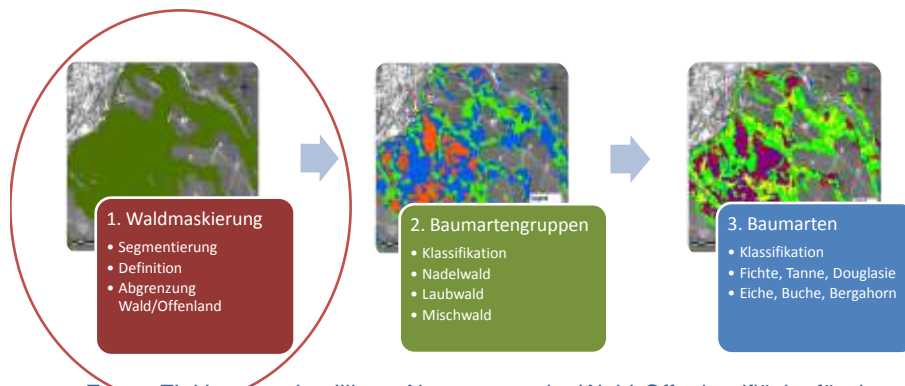 1. Waldmaskierung
• Segmentierung
• Definition
• Abgrenzung
Wald/Offenland
2. Baumartengruppen
• Klassifikation
• Nadelwald
• Laubwald
• Mischwald
3. Baumarten
• Klassifikation
• Fichte, Tanne, Douglasie
• Eiche, Buche, Bergahorn